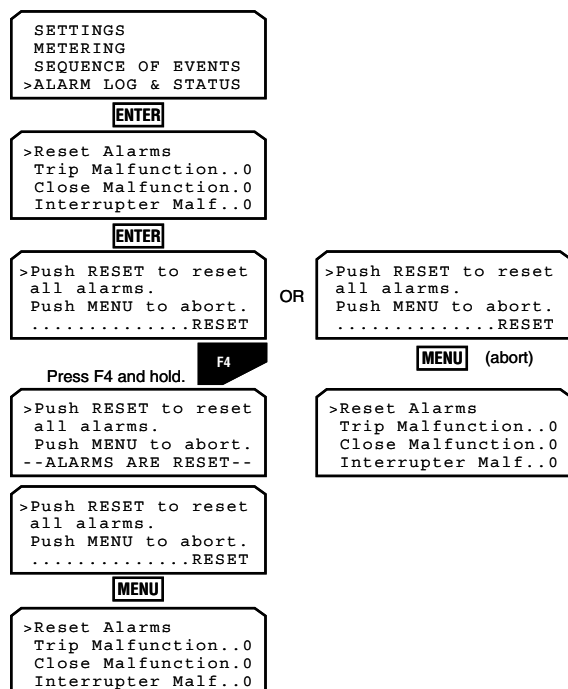 SETTINGS
METERING
SEQUENCE OF EVENTS
>ALARM LOG & STATUS
ENTER
>Reset Alarms
Trip Malfunction..0
Close Malfunction.0
Interrupter Malf..0
ENTER
>Push RESET to reset
all alarms.
Push MENU to abort.
..............RESET
OR
>Push RESET to reset
all alarms.
Push MENU to abort.
..............RESET
Press F4 and hold.
F4
MENU (abort)
>Push RESET to reset
all alarms.
Push MENU to abort.
--ALARMS ARE RESET--
>Reset Alarms
Trip Malfunction..0
Close Malfunction.0
Interrupter Malf..0
>Push RESET to reset
all alarms.
Push MENU to abort.
..............RESET
MENU
>Reset Alarms
Trip Malfunction..0
Close Malfunction.0
Interrupter Malf..0